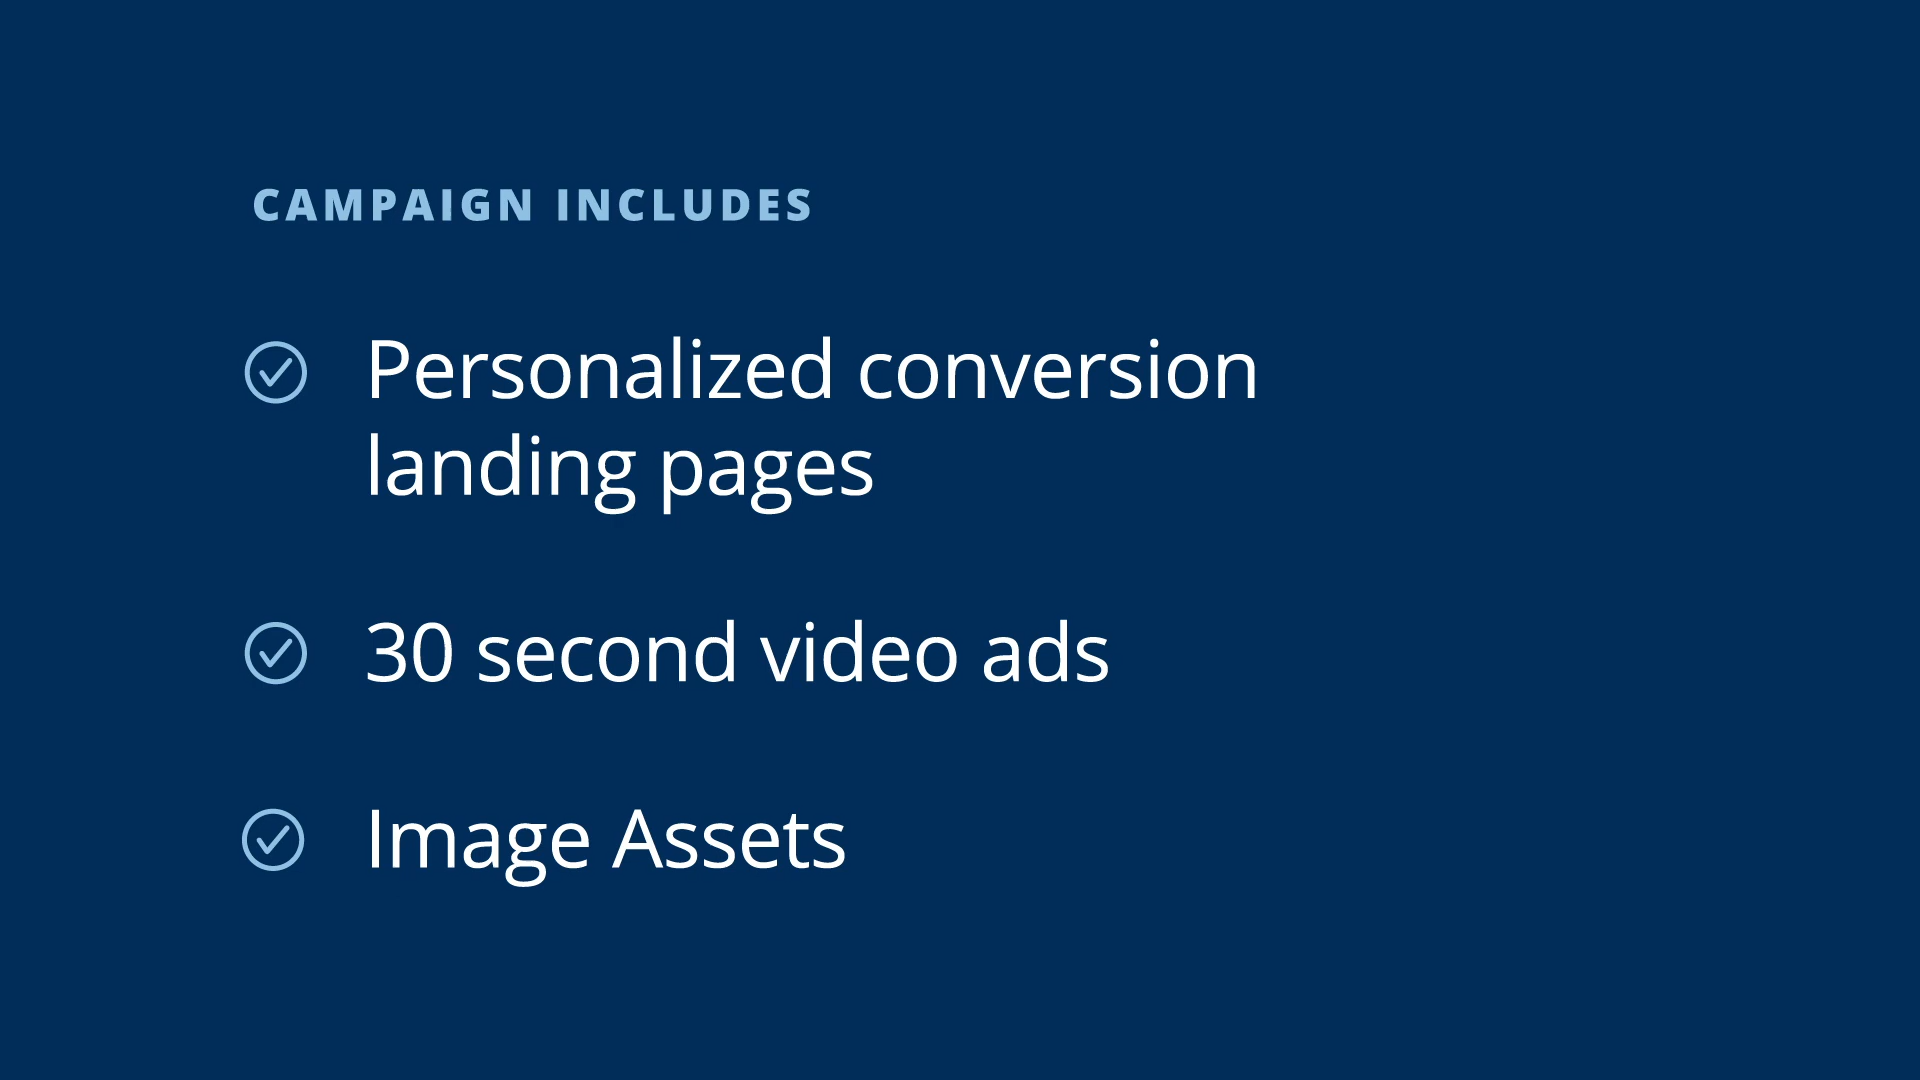 CAMPAIGN INCLUDES
Personalized conversion
landing pages
30 second video ads
Image Assets